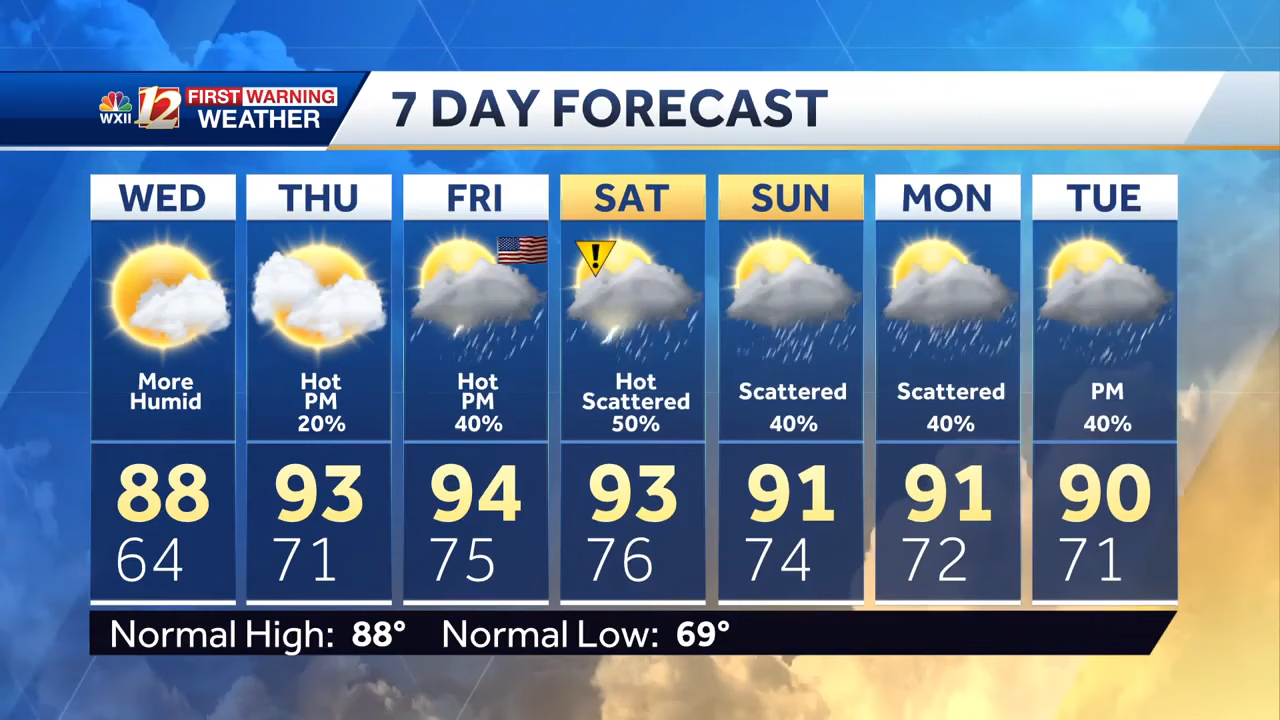 WXII 12 FIRST WARNING
WEATHER
7 DAY FORECAST
WED
More
Humid
88
64
THU
Hot
PM
20%
93
71
FRI
Hot
PM
40%
94
75
SAT
!
Hot
Scattered
50%
93
76
SUN
Scattered
40%
91
74
MON
Scattered
40%
91
72
TUE
PM
40%
90
71
Normal High: 88° Normal Low: 69°